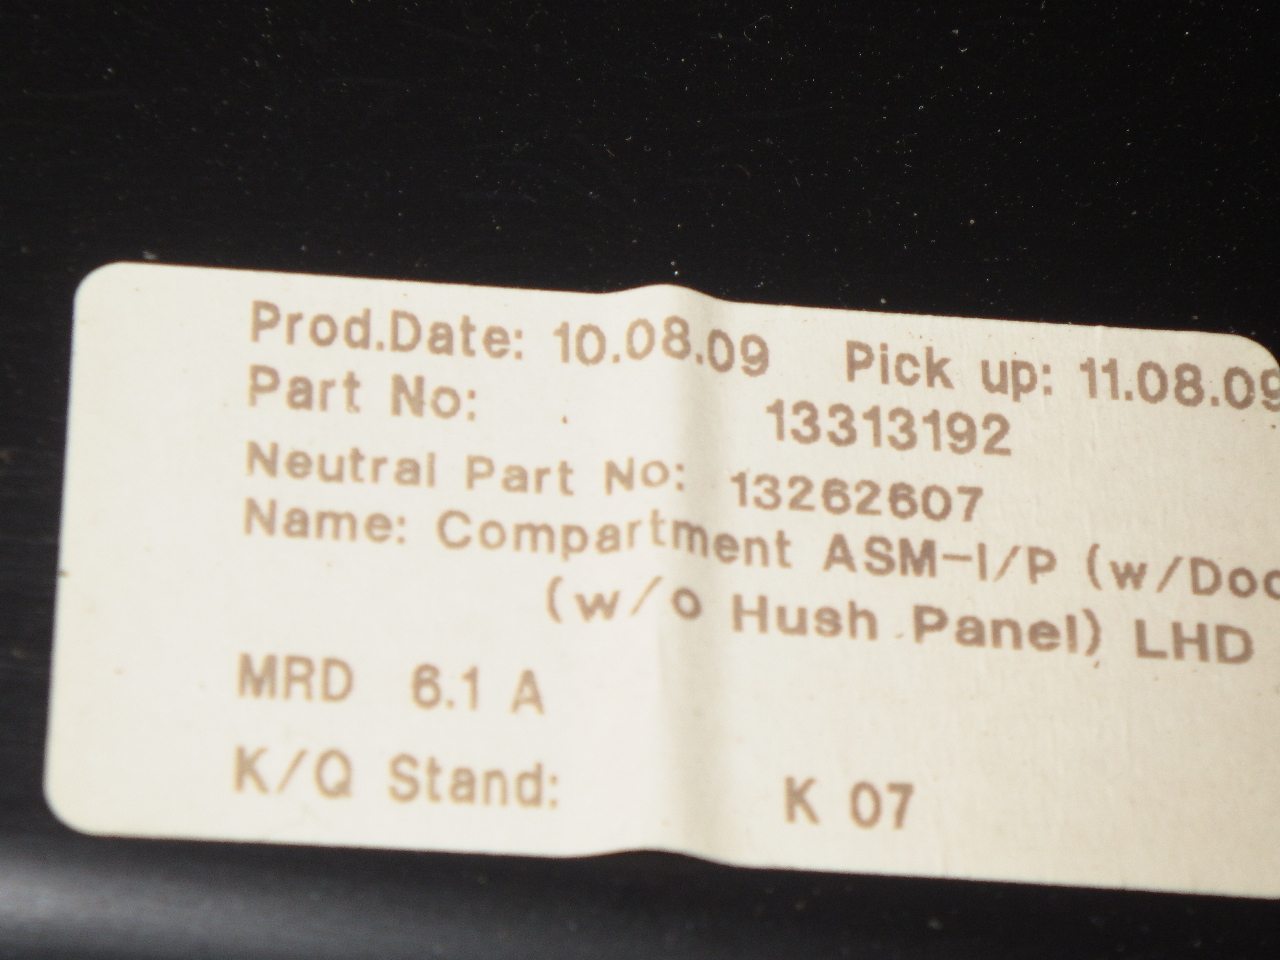 Prod.Date: 10.08.09 Pick up: 11.08.09
Part No: 13313192
Neutral Part No: 13262607
Name: Compartment ASM-I/P (w/Doo
(w/o Hush Panel) LHD
MRD 6.1 A
K/Q Stand: K 07